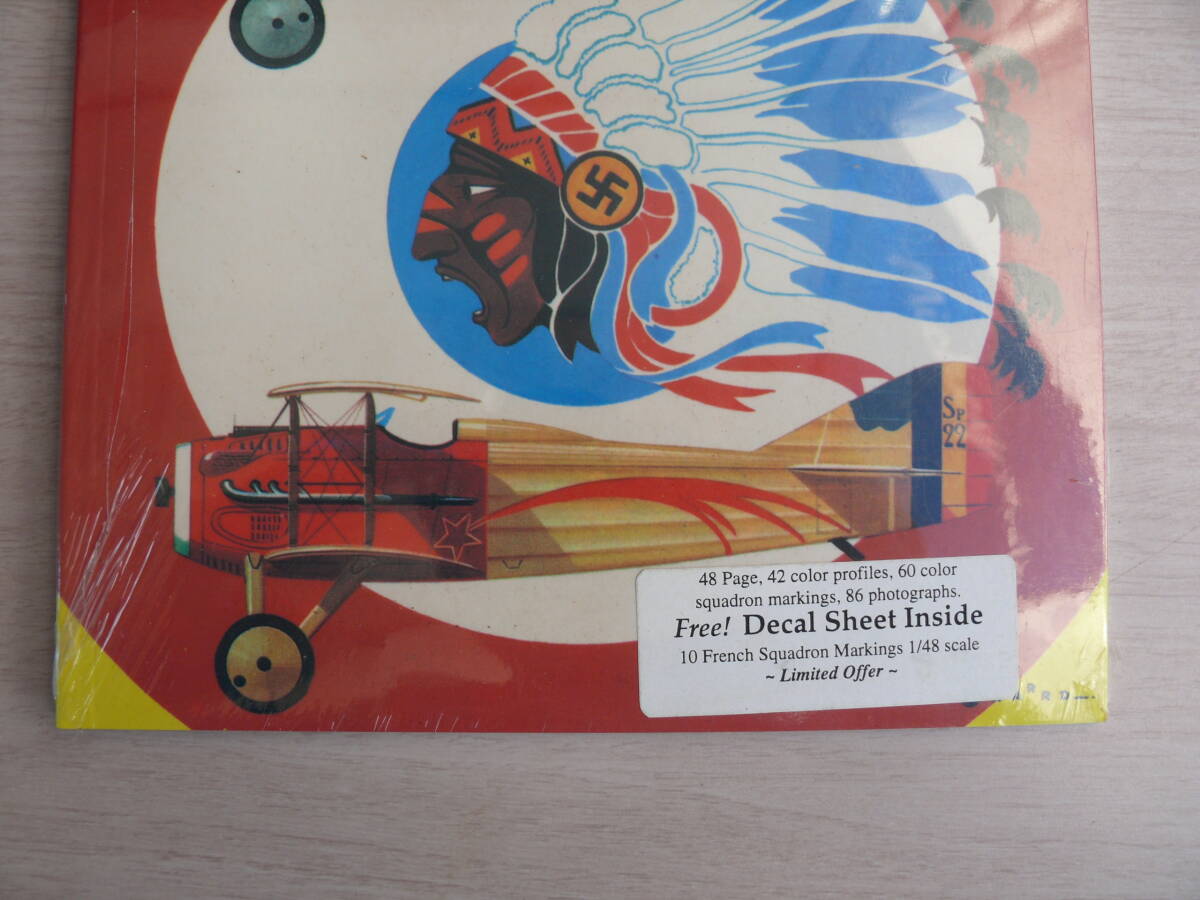 Sp
22
48 Page, 42 color profiles, 60 color
squadron markings, 86 photographs.
Free! Decal Sheet Inside
10 French Squadron Markings 1/48 scale
~ Limited Offer ~